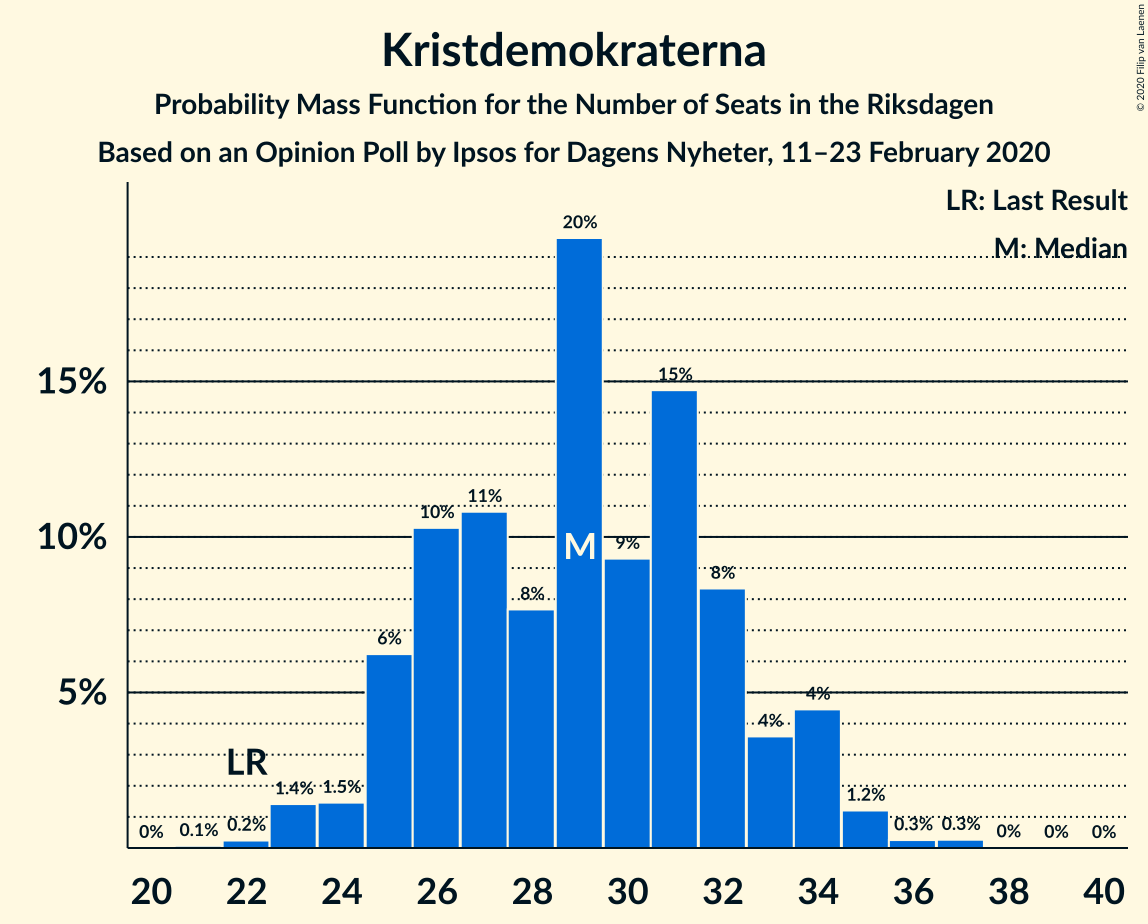 Kristdemokraterna
Probability Mass Function for the Number of Seats in the Riksdagen
Based on an Opinion Poll by Ipsos for Dagens Nyheter, 11–23 February 2020
© 2020 Filip van Laenen
LR: Last Result
M: Median
15%
10%
5%
0%
0.1%
0.2%
LR
1.4%
1.5%
6%
10%
11%
8%
20%
M
9%
15%
8%
4%
4%
1.2%
0.3%
0.3%
0%
0%
0%
20 22 24 26 28 30 32 34 36 38 40